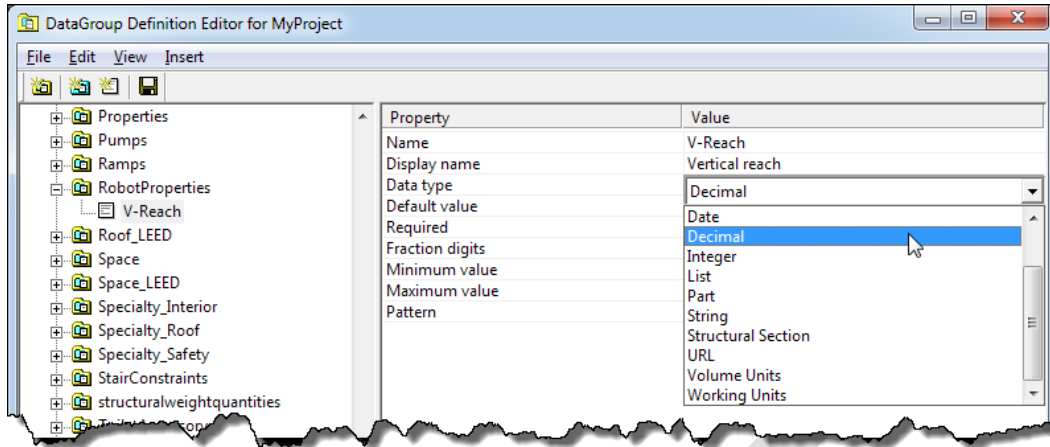 DataGroup Definition Editor for MyProject
File Edit View Insert
Properties
Pumps
Ramps
RobotProperties
V-Reach
Roof_LEED
Space
Space_LEED
Specialty_Interior
Specialty_Roof
Specialty_Safety
StairConstraints
structuralweightquantities
Property Value
Name V-Reach
Display name Vertical reach
Data type Decimal
Default value
Required
Fraction digits
Minimum value
Maximum value
Pattern
Date
Decimal
Integer
List
Part
String
Structural Section
URL
Volume Units
Working Units